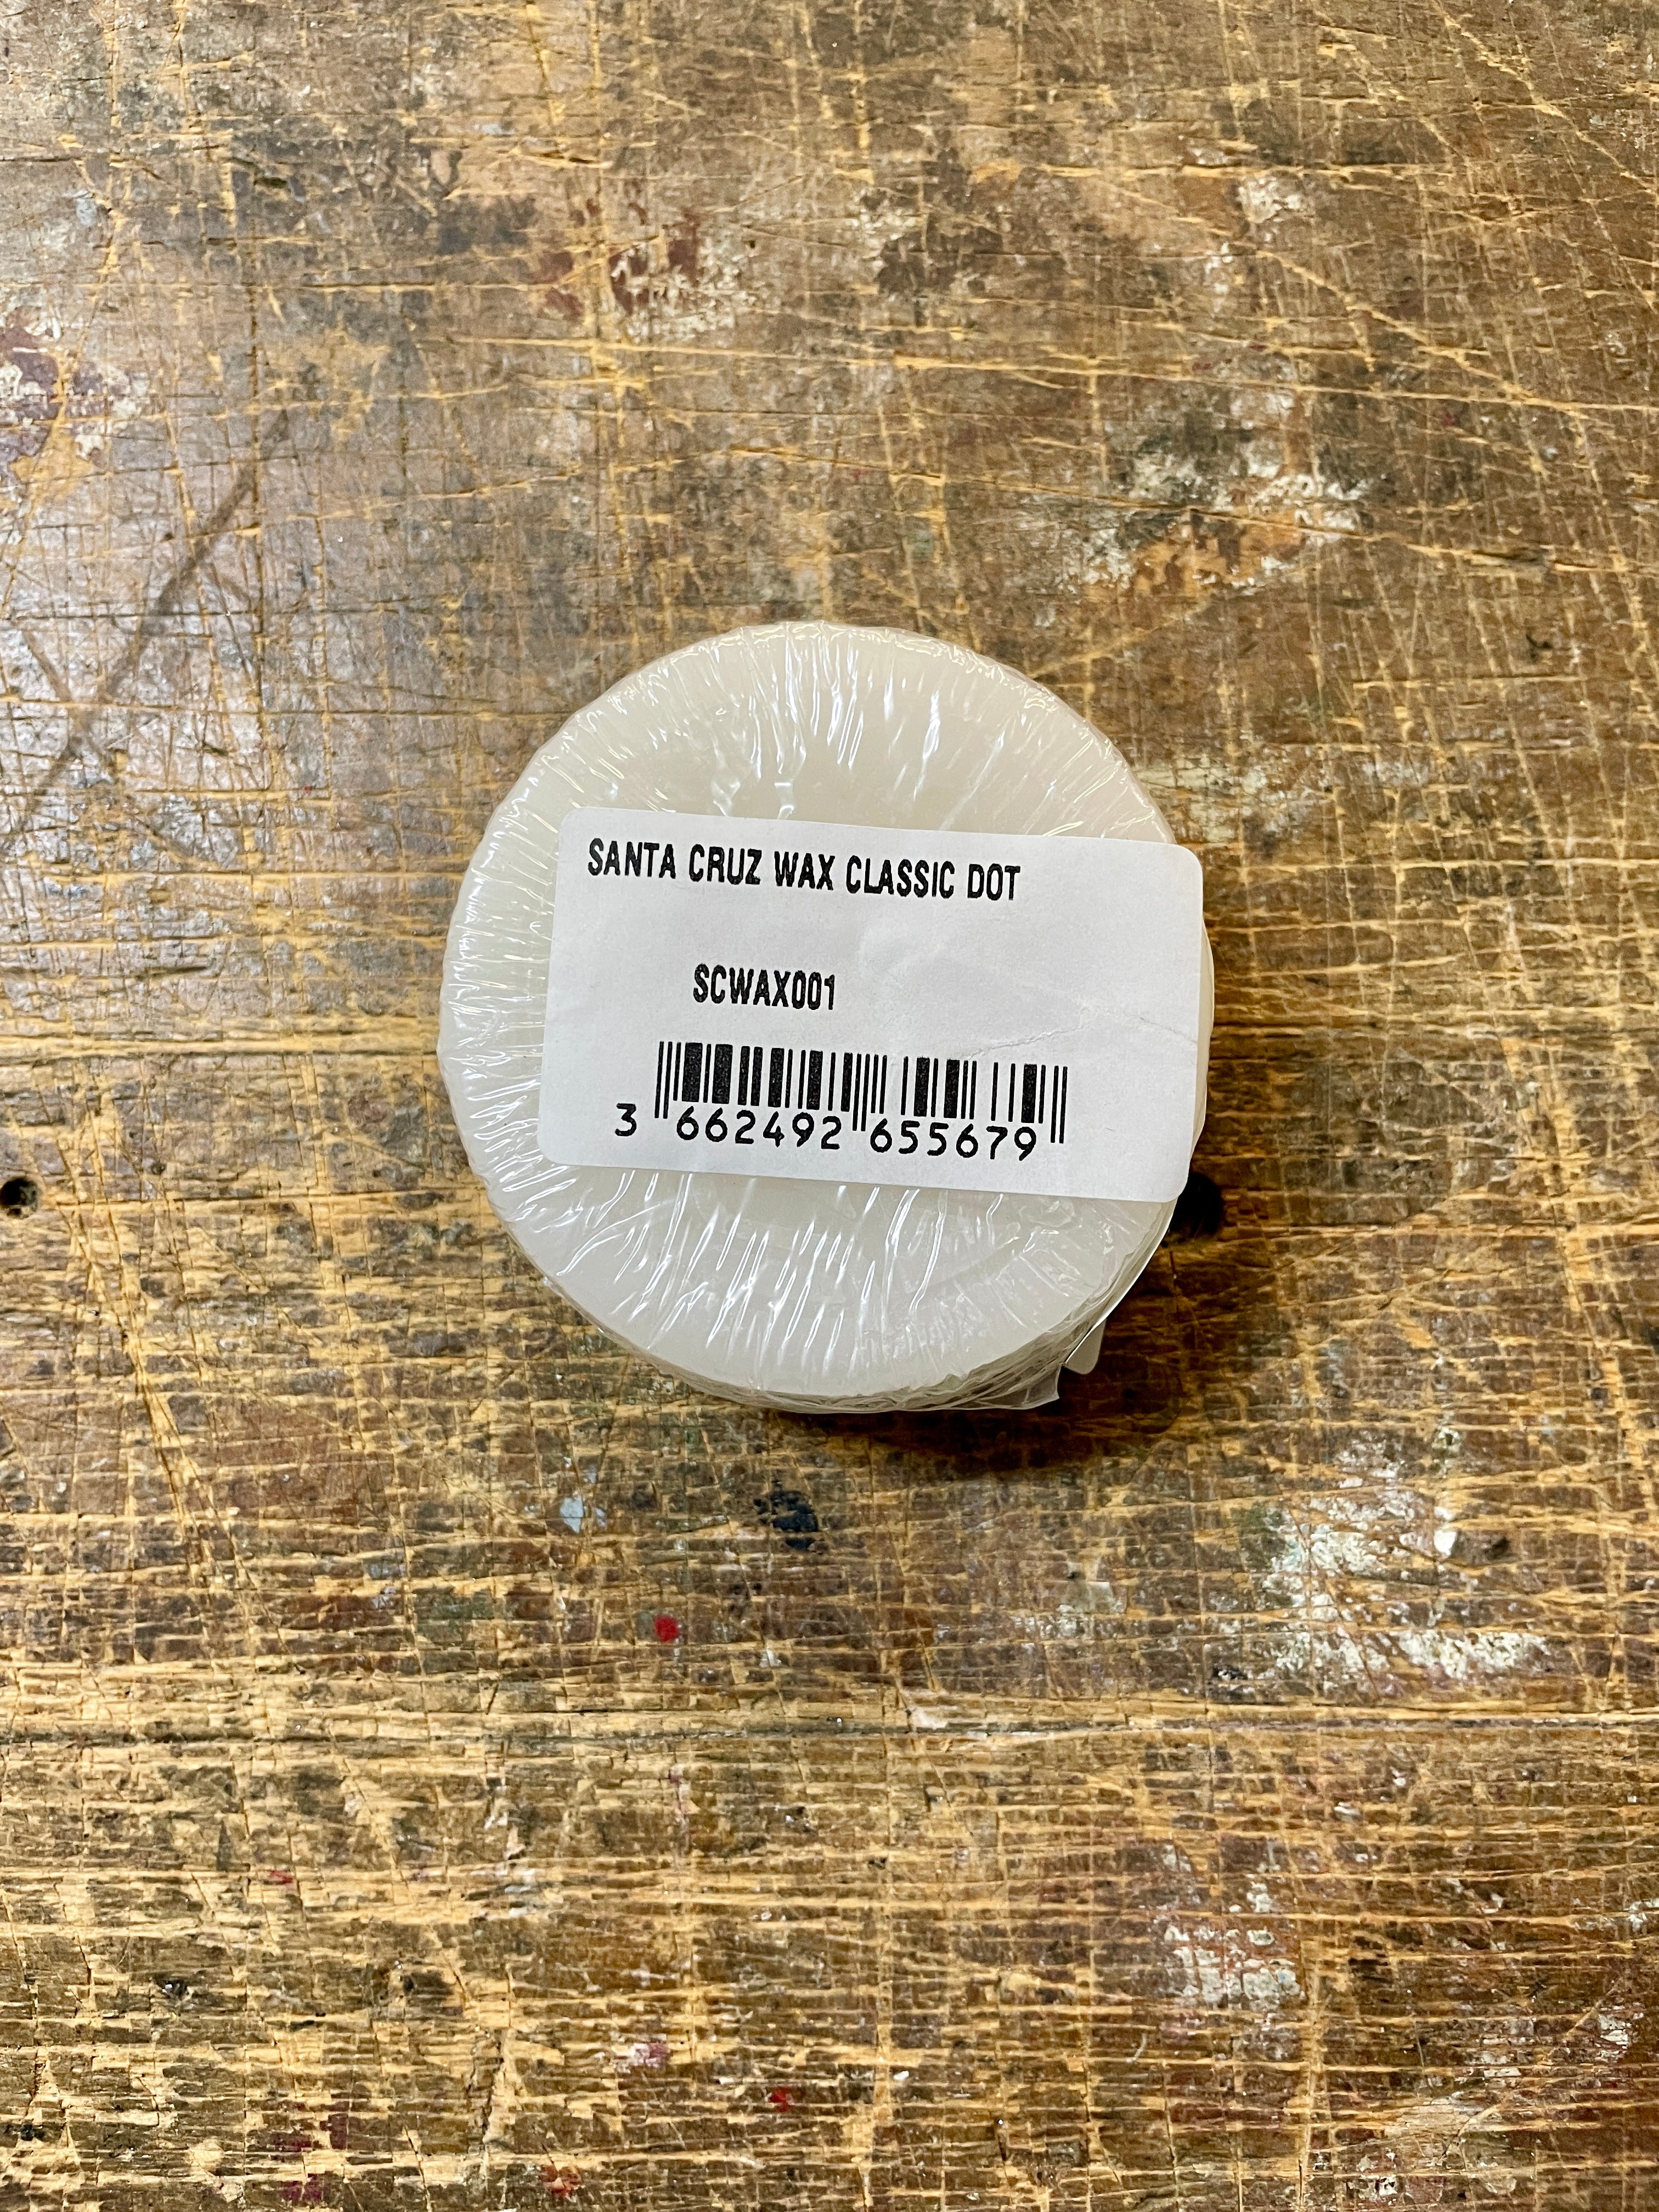 SANTA CRUZ WAX CLASSIC DOT
SCWAX001
3 662492 655679